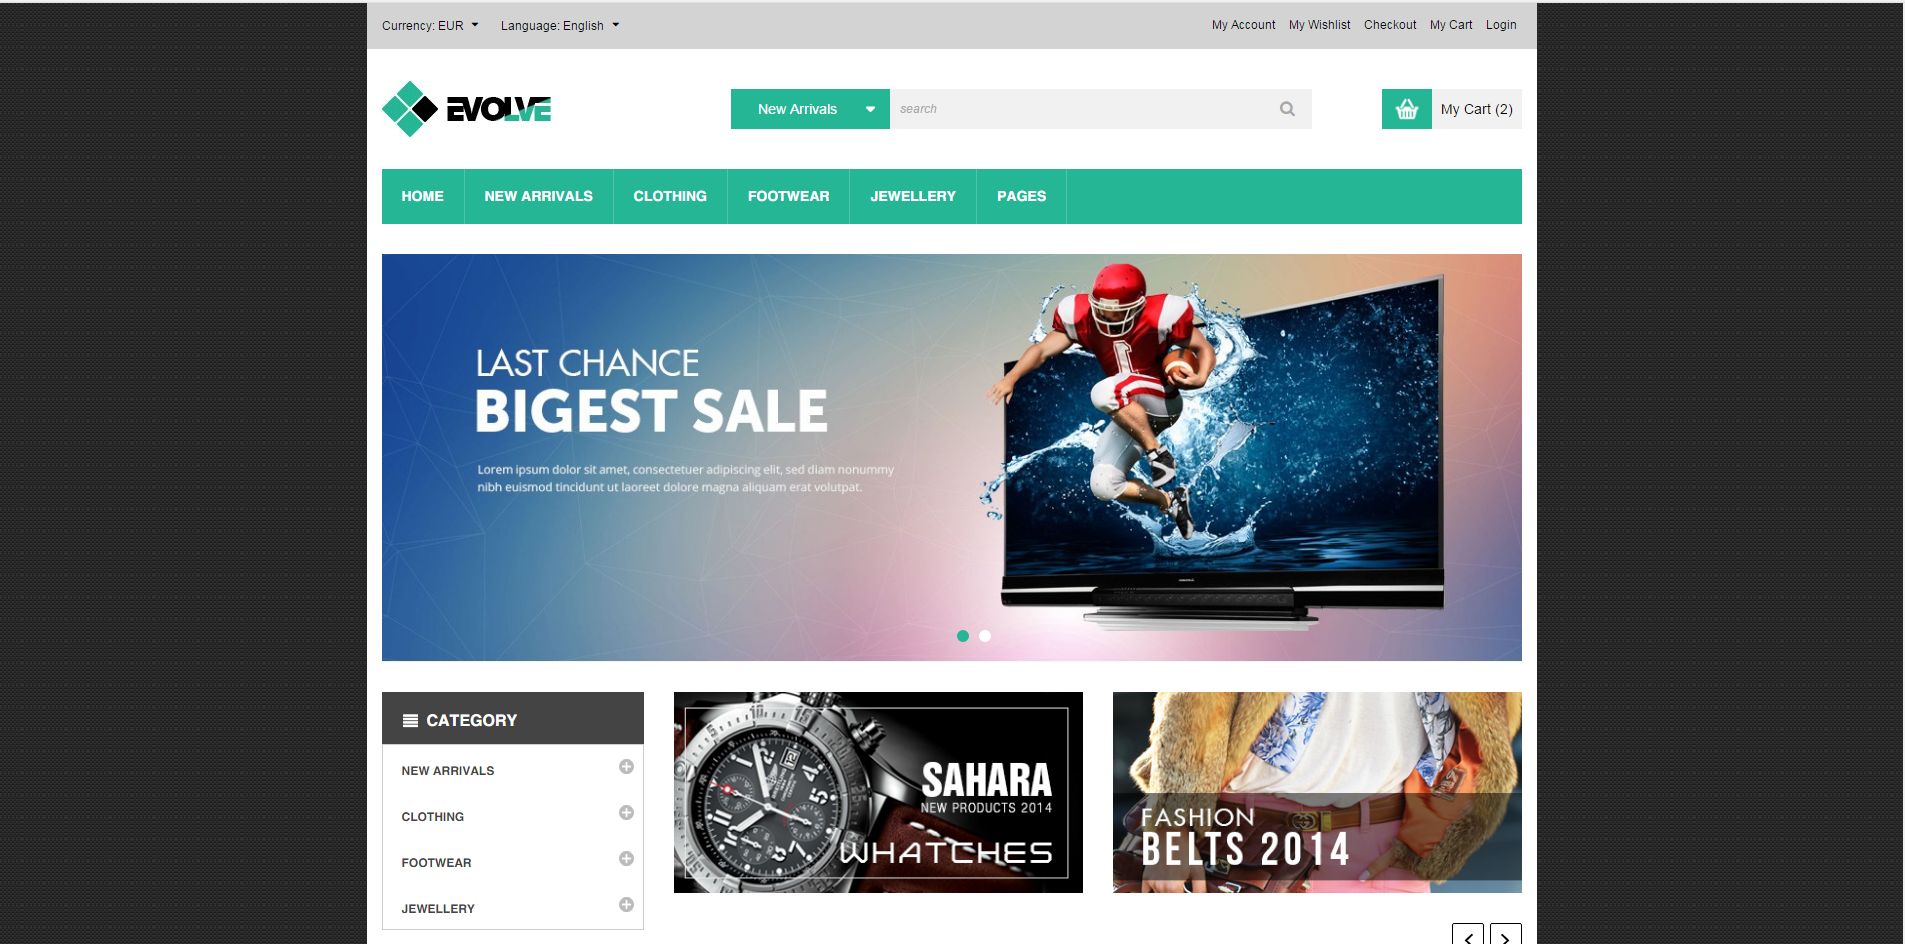 Currency: EUR Language: English My Account My Wishlist Checkout My Cart Login
EVOLVE
New Arrivals search My Cart (2)
HOME NEW ARRIVALS CLOTHING FOOTWEAR JEWELLERY PAGES
LAST CHANCE
BIGEST SALE
Lorem ipsum dolor sit amet, consectetuer adipiscing elit, sed diam nonummy
nibh euismod tincidunt ut laoreet dolore magna aliquam erat volutpat.
1
CATEGORY
NEW ARRIVALS
CLOTHING
FOOTWEAR
JEWELLERY
SAHARA
NEW PRODUCTS 2014
WHATCHES
FASHION
BELTS 2014